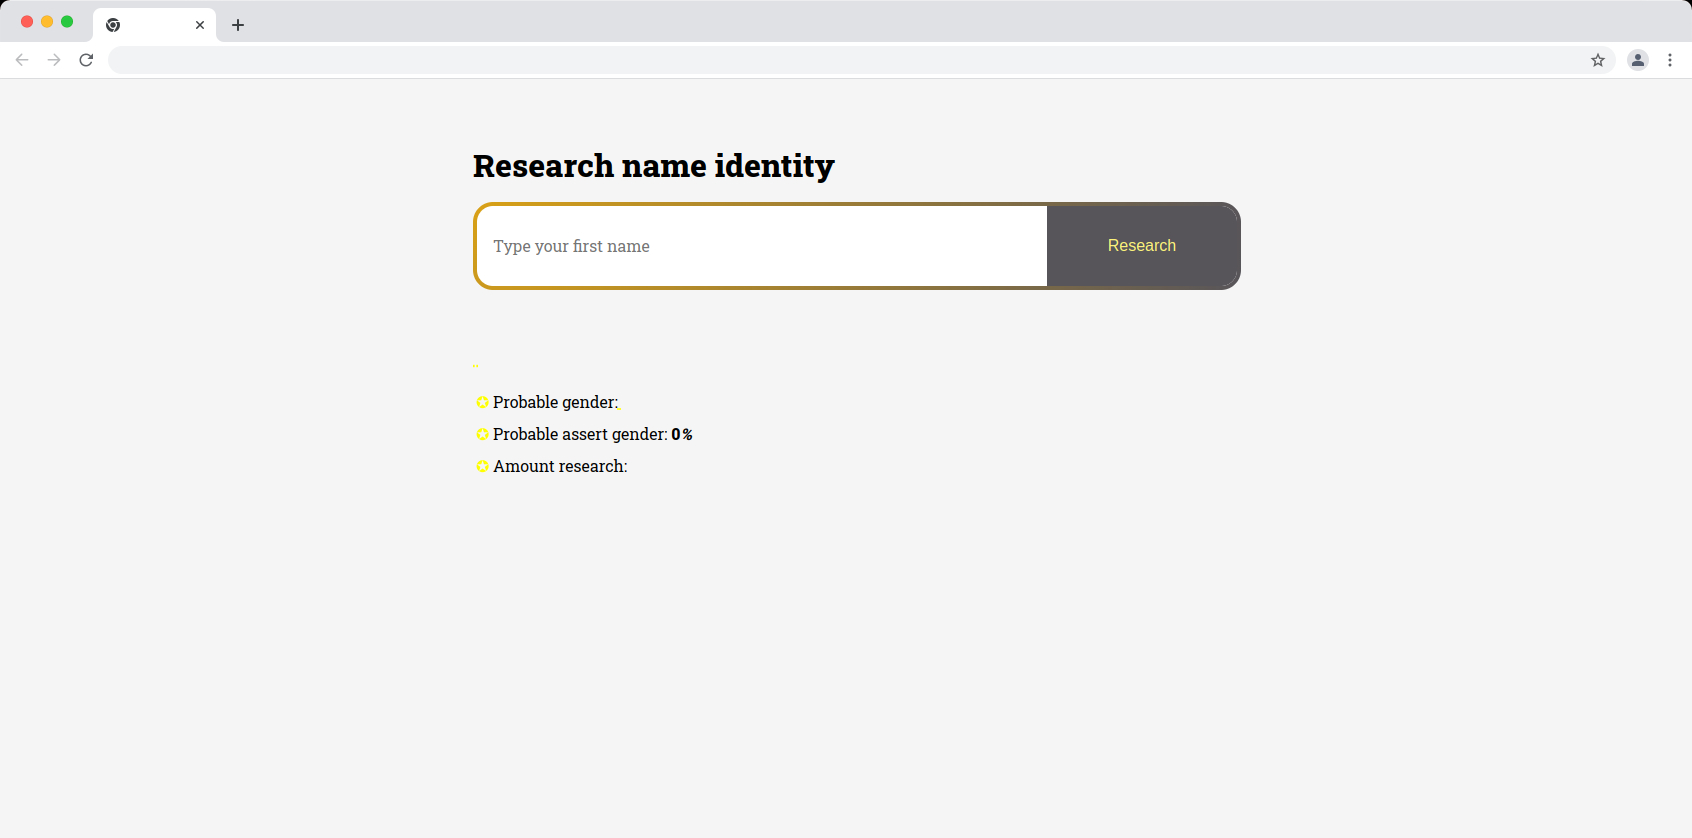 Research name identity
Type your first name
Research
Probable gender:
Probable assert gender: 0%
Amount research: